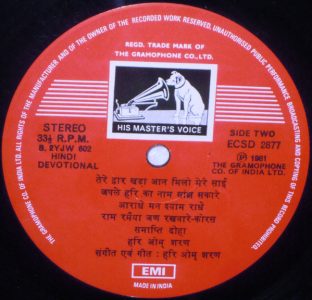 THE GRAMOPHONE CO. OF INDIA LTD. ALL RIGHTS OF THE MANUFACTURER AND OF THE OWNER OF THE RECORDED WORK RESERVED. UNAUTHORISED PUBLIC PERFORMANCE BROADCASTING AND COPYING OF THIS RECORD PROHIBITED.
REGD. TRADE MARK OF
THE GRAMOPHONE CO., LTD.
HIS MASTER'S VOICE
STEREO
33⅓ R.P.M.
S. 2YJW 602
HINDI
DEVOTIONAL
SIDE TWO
ECSD 2877
Ⓟ 1981
THE GRAMOPHONE
CO. OF INDIA LTD.
तेरे द्वार खड़ा आन मिलो मेरे साईं
जपले हरि का नाम सांझ सकारे
आराधे मन श्याम राधे
राम रमैया जण रखवारे-कोरस
समाप्ति दोहा
हरि ओम् शरण
संगीत एवं गीत : हरि ओम् शरण
EMI
MADE IN INDIA